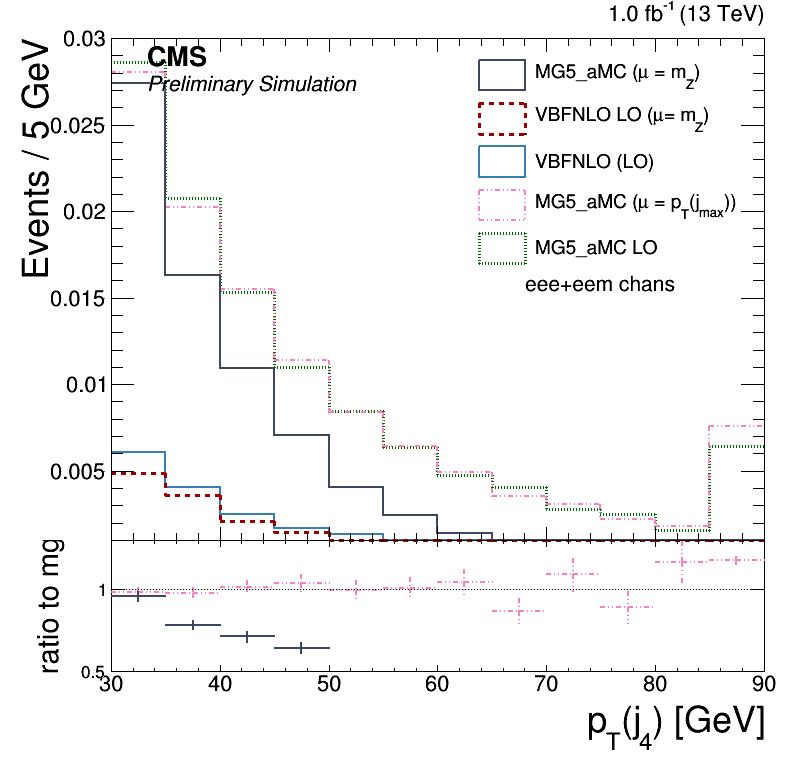 1.0 fb⁻¹ (13 TeV)
0.03
CMS
Preliminary Simulation
Events / 5 GeV
0.025
0.02
0.015
0.01
0.005
MG5_aMC (μ = m_Z)
VBFNLO LO (μ= m_Z)
VBFNLO (LO)
MG5_aMC (μ = p_T(j_max))
MG5_aMC LO
eee+eem chans
ratio to mg
1
0.5
30 40 50 60 70 80 90
p_T(j_4) [GeV]